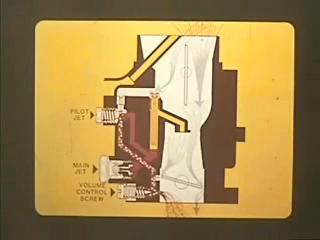 PILOT
JET
MAIN
JET
VOLUME
CONTROL
SCREW